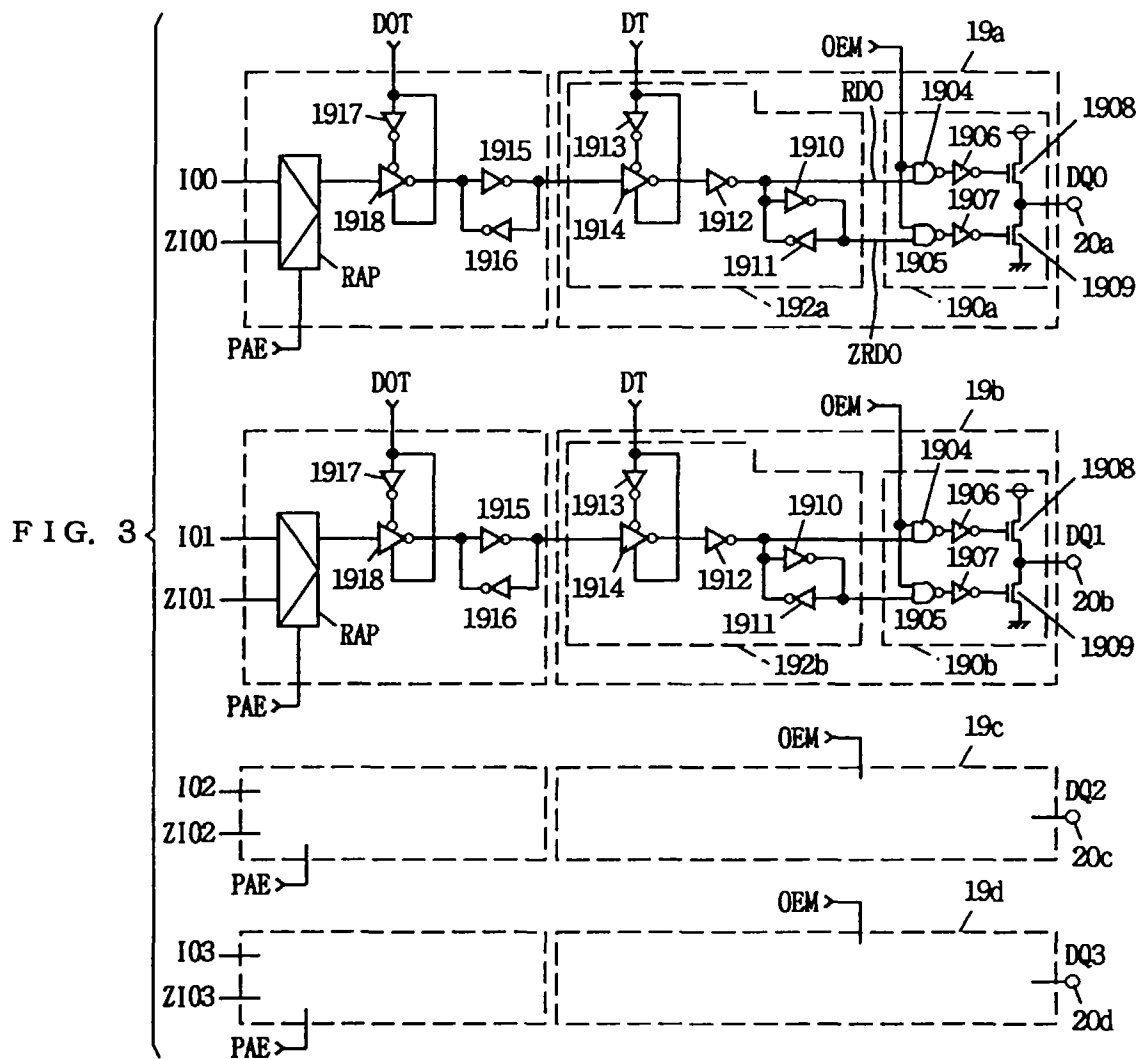 DOT
DT
OEM
19a
RDO
1904
1906
1908
1917
1913
1915
1910
I00
DQ0
1918
1914
1912
1907
20a
ZI00
1916
1911
1905
1909
RAP
192a
190a
PAE
ZRDO
DOT
DT
OEM
19b
1904
1906
1908
1917
1913
1915
1910
FIG. 3
I01
DQ1
1918
1914
1912
1907
20b
ZI01
1916
1911
1905
1909
RAP
192b
190b
PAE
OEM
19c
I02
DQ2
ZI02
20c
PAE
OEM
19d
I03
DQ3
ZI03
20d
PAE